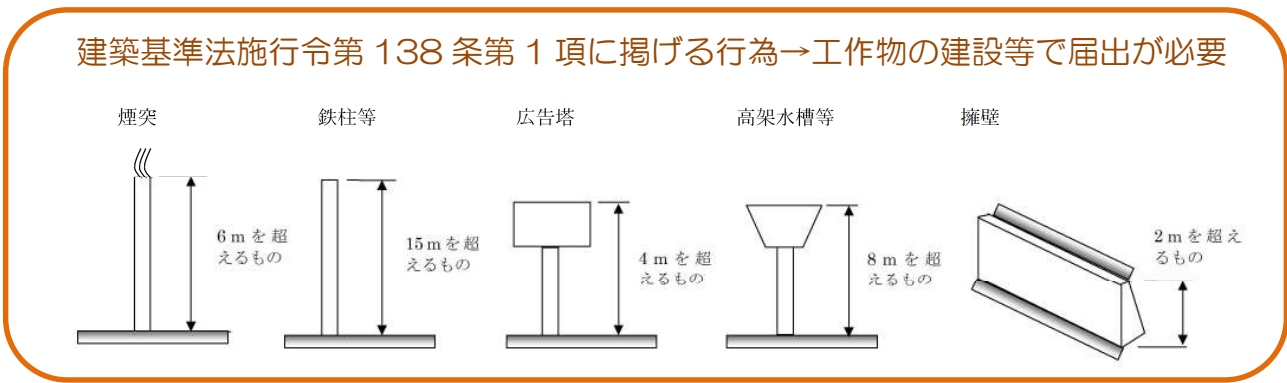 建築基準法施行令第 138 条第 1 項に掲げる行為→工作物の建設等で届出が必要
煙突
鉄柱等
広告塔
高架水槽等
擁壁
6 m を 超
えるもの
15 m を 超
えるもの
4 m を 超
えるもの
8 m を 超
えるもの
2 m を 超え
るもの